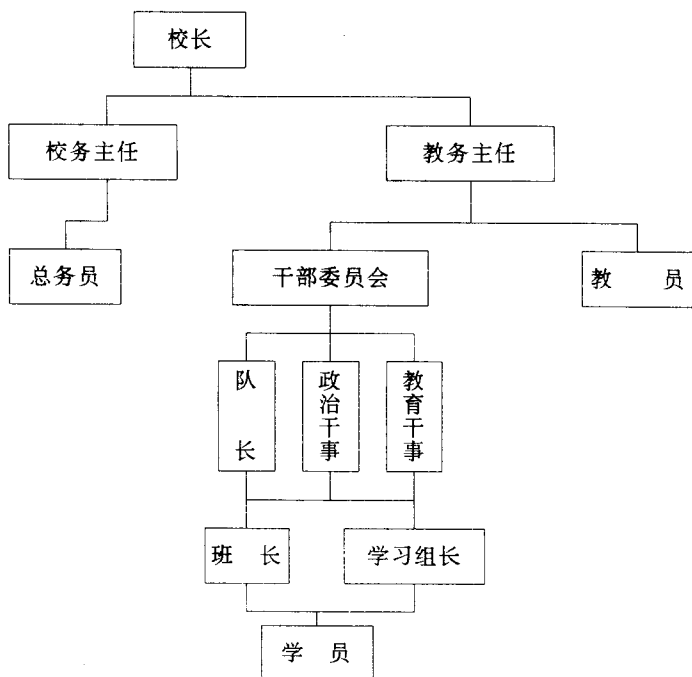 校长
校务主任
教务主任
总务员
干部委员会
教 员
队长
政治干事
教育干事
班 长
学习组长
学 员